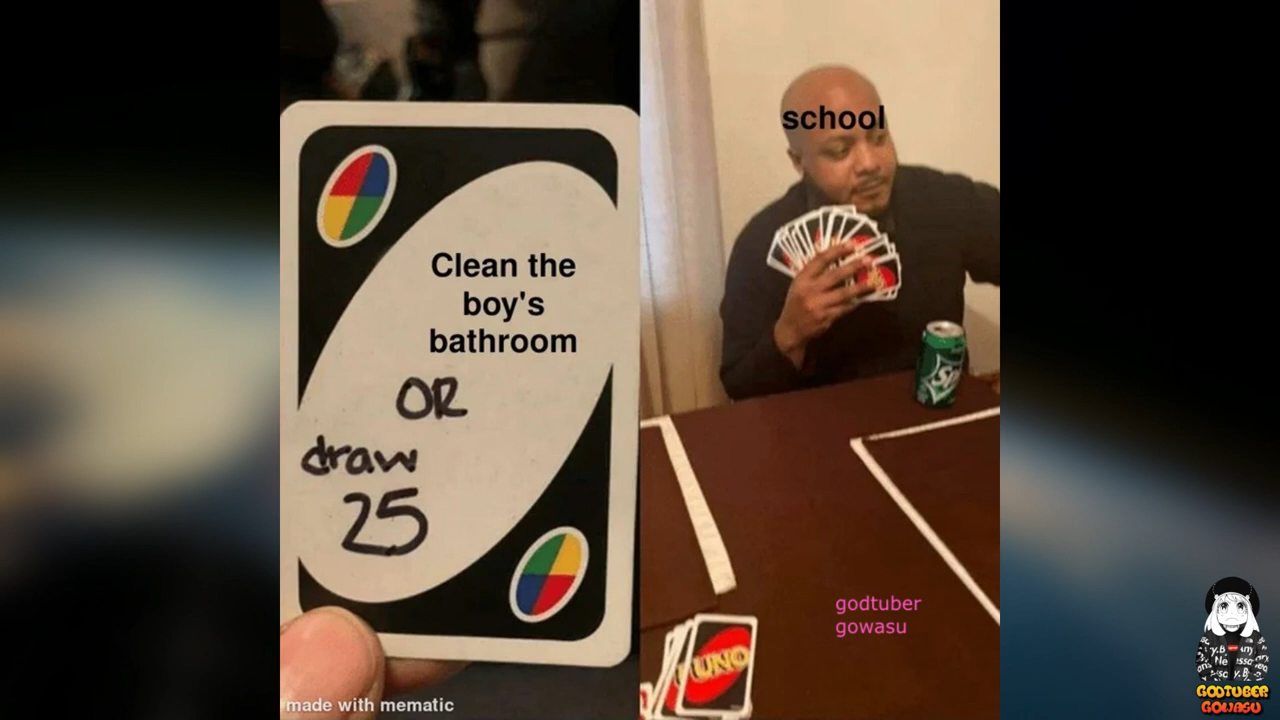 Clean the
boy's
bathroom
OR
draw
25
school
UNO
godtuber
gowasu
made with mematic
GODTUBER
GOWASU